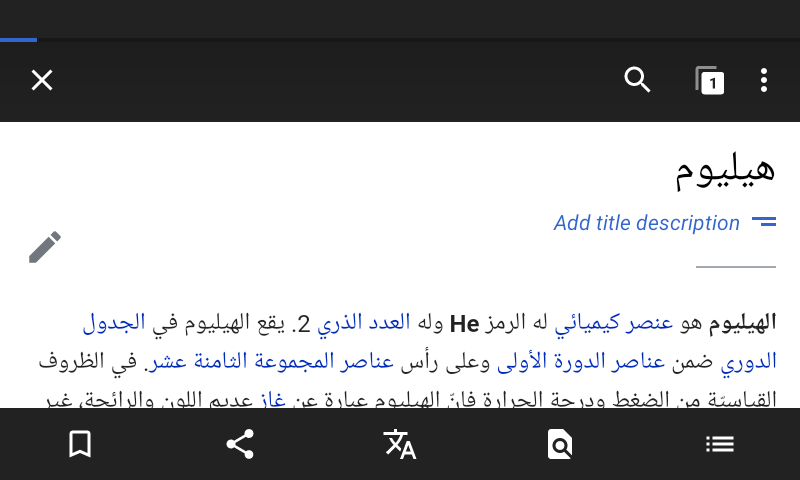 1
هيليوم
Add title description
الهيليوم هو عنصر كيميائي له الرمز He وله العدد الذري 2. يقع الهيليوم في الجدول
الدوري ضمن عناصر الدورة الأولى وعلى رأس عناصر المجموعة الثامنة عشر. في الظروف
القياسيّة من الضغط ودرجة الحرارة فإنّ الهيليوم عبارة عن غاز عديم اللون والرائحة، غير